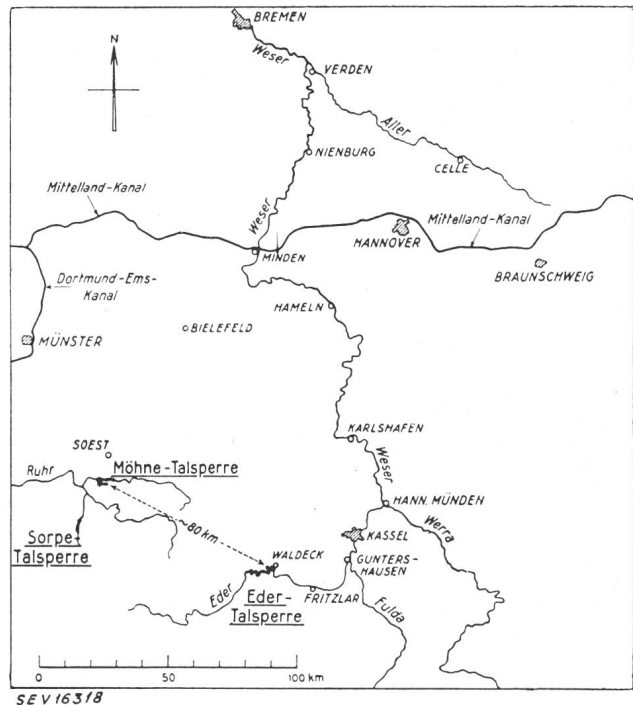 BREMEN
Weser
VERDEN
Aller
NIENBURG
CELLE
Mittelland-Kanal
Weser
HANNOVER
Mittelland-Kanal
MINDEN
BRAUNSCHWEIG
Dortmund-Ems-
Kanal
HAMELN
BIELEFELD
MÜNSTER
KARLSHAFEN
SOEST
Weser
Ruhr
Möhne-Talsperre
HANN. MÜNDEN
~80 km
KASSEL
Werra
Sorpe
Talsperre
WALDECK
GUNTERS-
HAUSEN
Eder
Eder-
Talsperre
FRITZLAR
Fulda
0 50 100 km
SEV16318